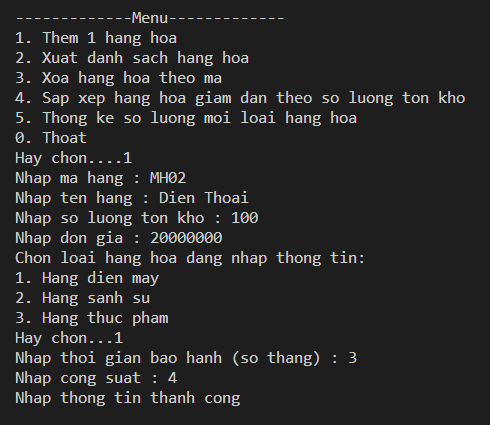 -------------Menu-------------
1. Them 1 hang hoa
2. Xuat danh sach hang hoa
3. Xoa hang hoa theo ma
4. Sap xep hang hoa giam dan theo so luong ton kho
5. Thong ke so luong moi loai hang hoa
0. Thoat
Hay chon....1
Nhap ma hang : MH02
Nhap ten hang : Dien Thoai
Nhap so luong ton kho : 100
Nhap don gia : 20000000
Chon loai hang hoa dang nhap thong tin:
1. Hang dien may
2. Hang sanh su
3. Hang thuc pham
Hay chon...1
Nhap thoi gian bao hanh (so thang) : 3
Nhap cong suat : 4
Nhap thong tin thanh cong